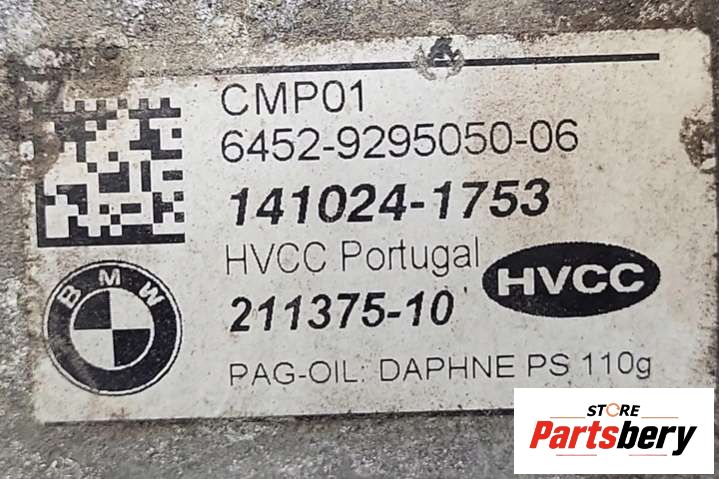 CMP01
6452-9295050-06
141024-1753
HVCC Portugal
HVCC
211375-10
BMW
PAG-OIL: DAPHNE PS 110g
STORE
Partsbery